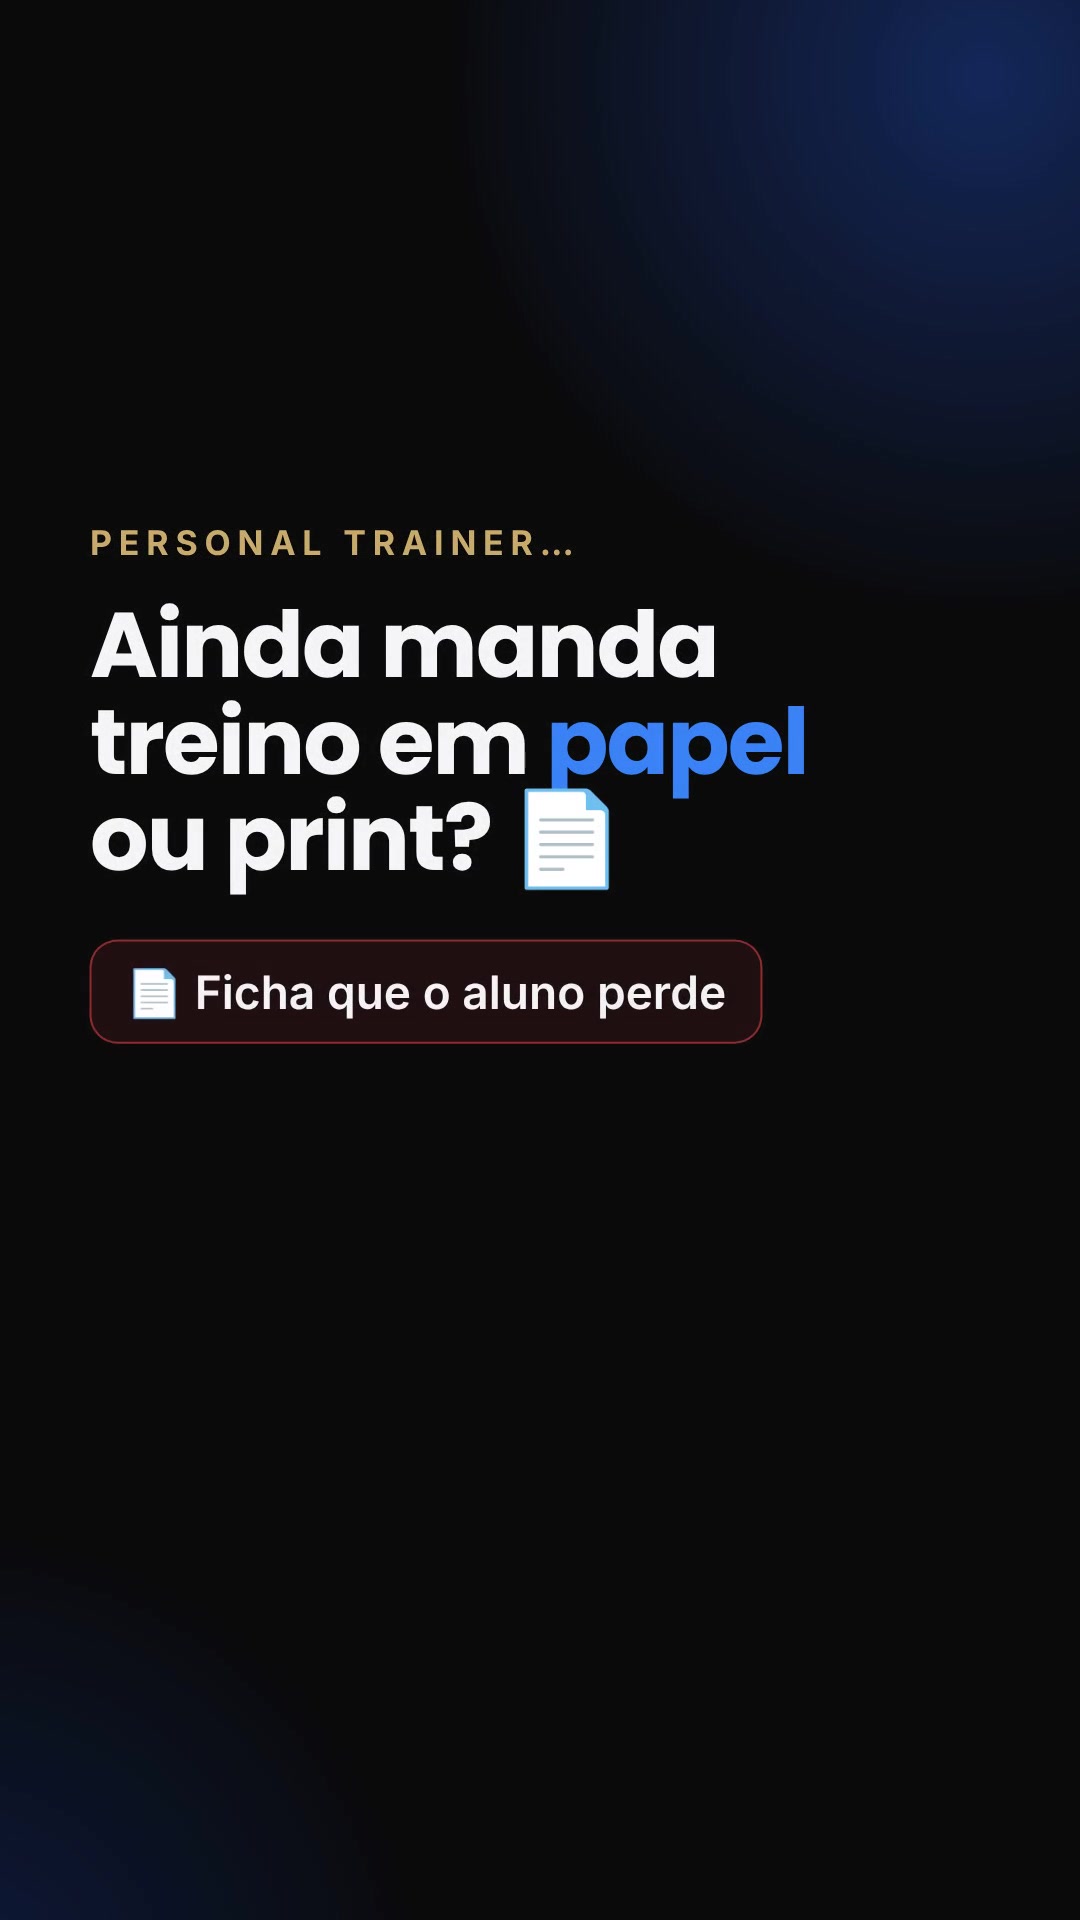 PERSONAL TRAINER...
Ainda manda
treino em papel
ou print? 📄
📄 Ficha que o aluno perde